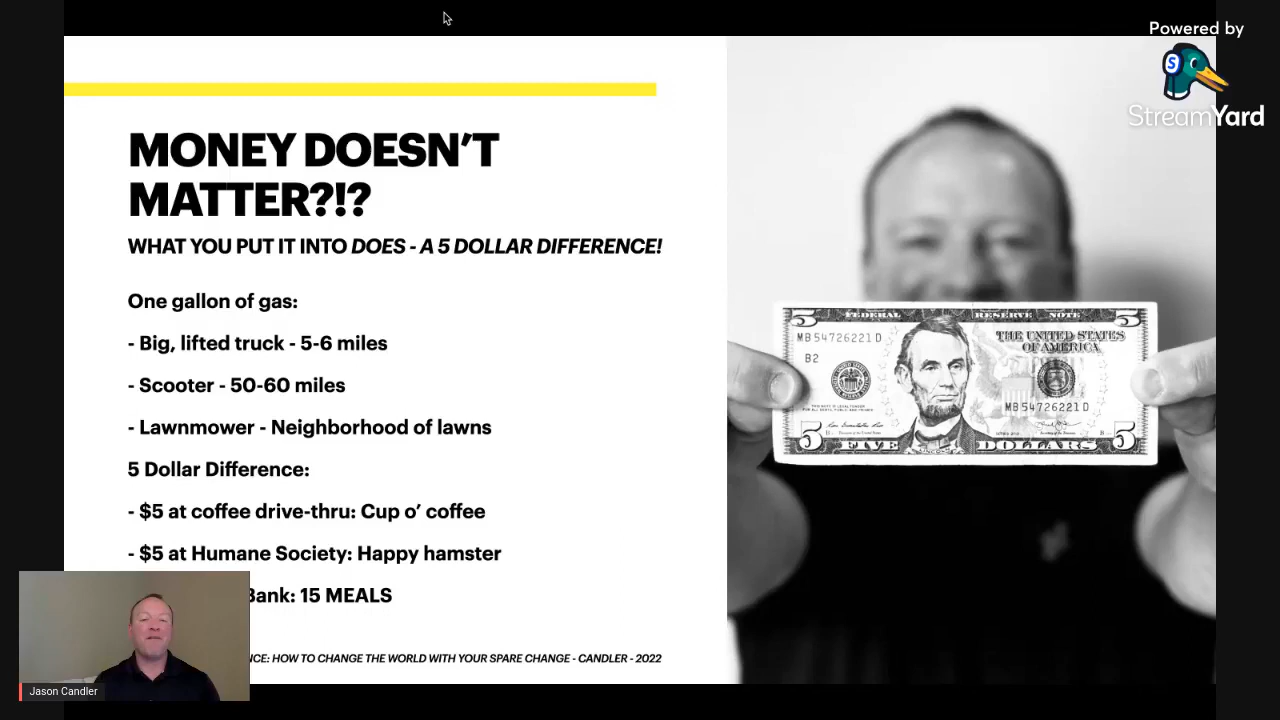 Powered by
StreamYard
MONEY DOESN'T
MATTER?!?
WHAT YOU PUT IT INTO DOES - A 5 DOLLAR DIFFERENCE!
One gallon of gas:
- Big, lifted truck - 5-6 miles
- Scooter - 50-60 miles
- Lawnmower - Neighborhood of lawns
5 Dollar Difference:
- $5 at coffee drive-thru: Cup o' coffee
- $5 at Humane Society: Happy hamster
Bank: 15 MEALS
NCE: HOW TO CHANGE THE WORLD WITH YOUR SPARE CHANGE - CANDLER - 2022
Jason Candler
5 FEDERAL RESERVE NOTE 5
MB 54726221 D
THE UNITED STATES
OF AMERICA
B2
MB 54726221 D
5 FIVE DOLLARS 5